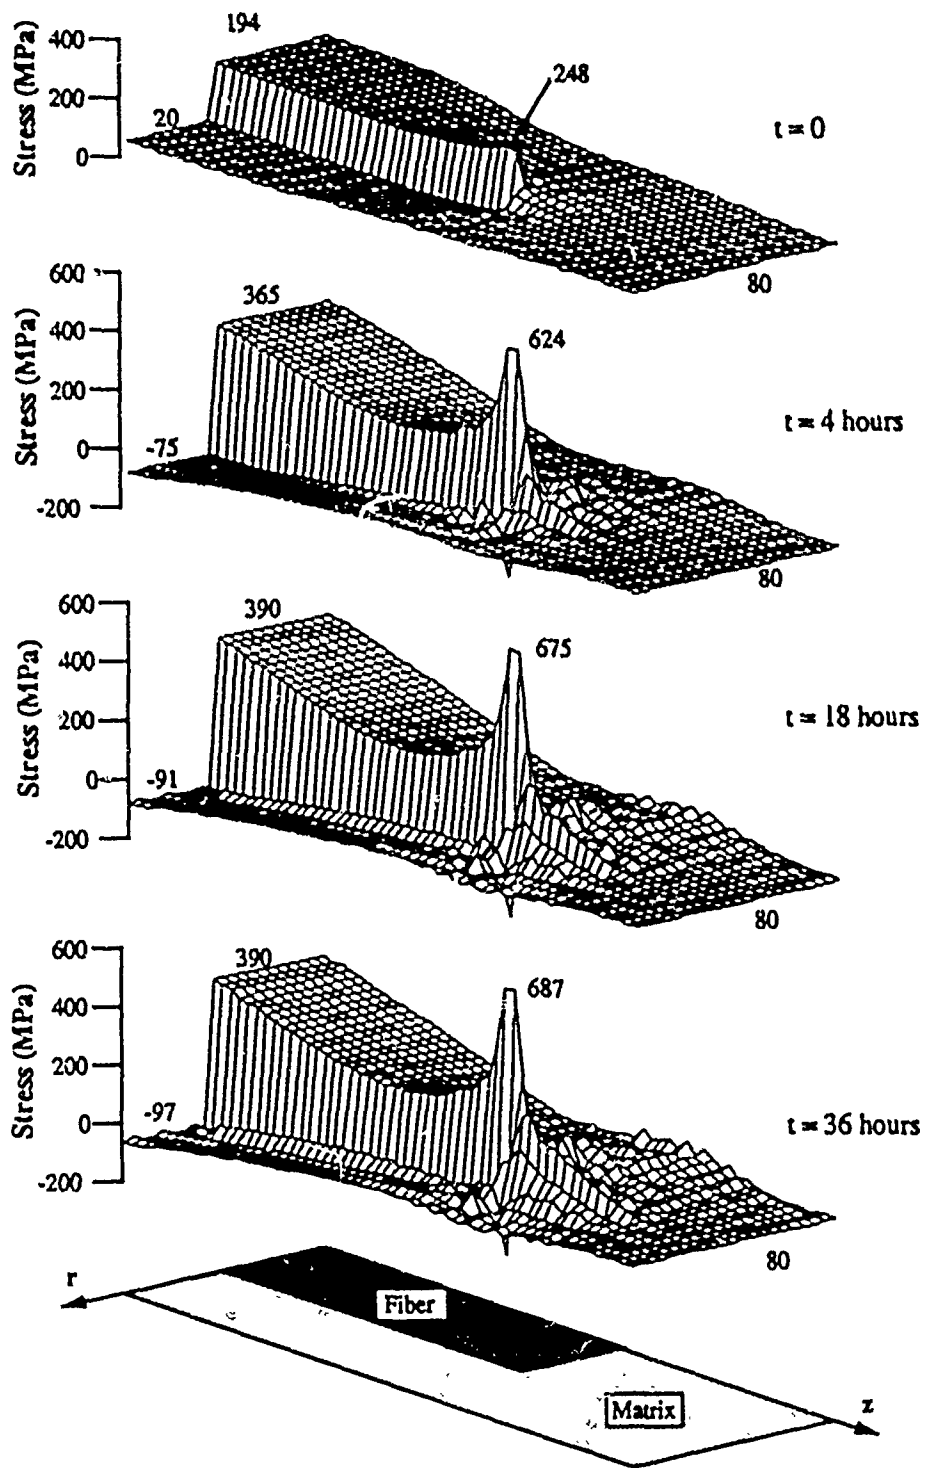 Stress (MPa)
400
200
0
194
20
248
t = 0
80
Stress (MPa)
600
400
200
0
-200
365
-75
624
t = 4 hours
80
Stress (MPa)
600
400
200
0
-200
390
-91
675
t = 18 hours
80
Stress (MPa)
600
400
200
0
-200
390
-97
687
t = 36 hours
80
r
Fiber
Matrix
z